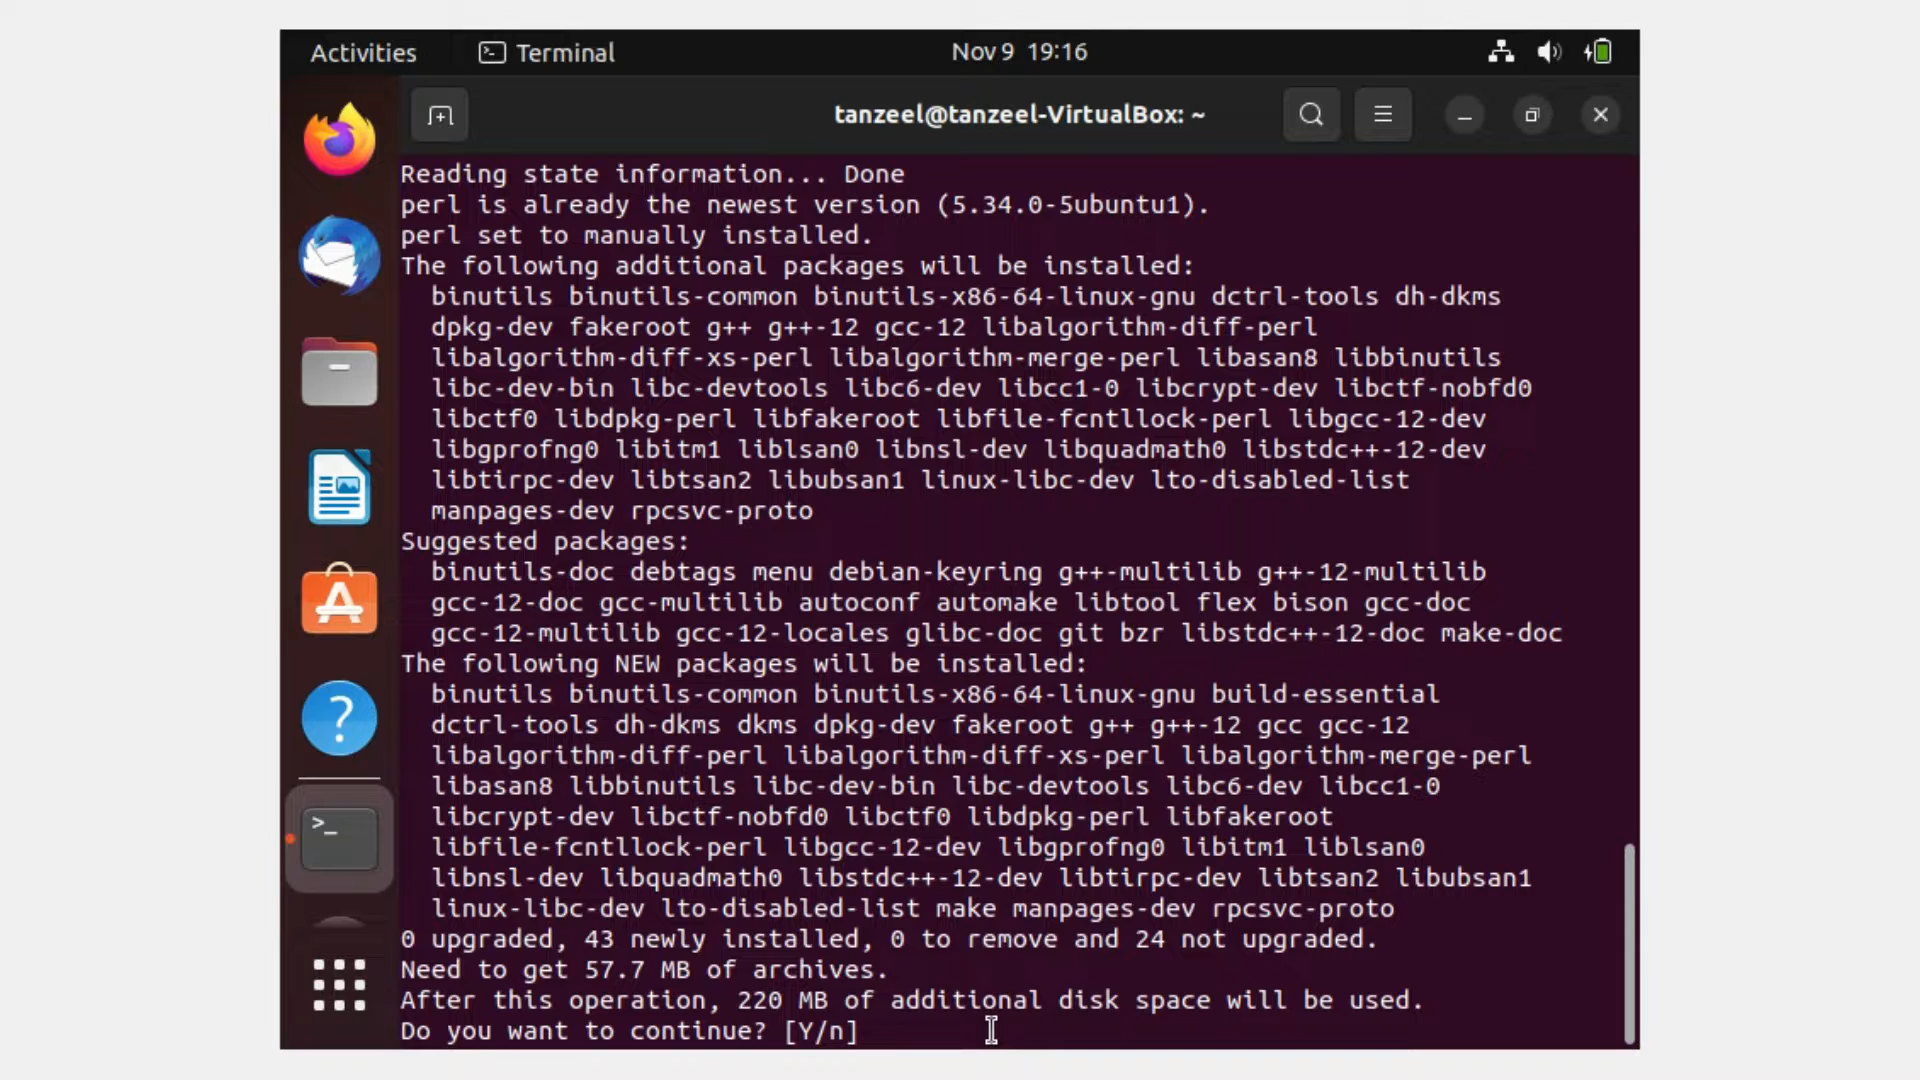 Activities
Terminal
Nov 9 19:16
tanzeel@tanzeel-VirtualBox: ~
Reading state information... Done
perl is already the newest version (5.34.0-5ubuntu1).
perl set to manually installed.
The following additional packages will be installed:
binutils binutils-common binutils-x86-64-linux-gnu dctrl-tools dh-dkms
dpkg-dev fakeroot g++ g++-12 gcc-12 libalgorithm-diff-perl
libalgorithm-diff-xs-perl libalgorithm-merge-perl libasan8 libbinutils
libc-dev-bin libc-devtools libc6-dev libcc1-0 libcrypt-dev libctf-nobfd0
libctf0 libdpkg-perl libfakeroot libfile-fcntllock-perl libgcc-12-dev
libgprofng0 libitm1 liblsan0 libnsl-dev libquadmath0 libstdc++-12-dev
libtirpc-dev libtsan2 libubsan1 linux-libc-dev lto-disabled-list
manpages-dev rpcsvc-proto
Suggested packages:
binutils-doc debtags menu debian-keyring g++-multilib g++-12-multilib
gcc-12-doc gcc-multilib autoconf automake libtool flex bison gcc-doc
gcc-12-multilib gcc-12-locales glibc-doc git bzr libstdc++-12-doc make-doc
The following NEW packages will be installed:
binutils binutils-common binutils-x86-64-linux-gnu build-essential
dctrl-tools dh-dkms dkms dpkg-dev fakeroot g++ g++-12 gcc gcc-12
libalgorithm-diff-perl libalgorithm-diff-xs-perl libalgorithm-merge-perl
libasan8 libbinutils libc-dev-bin libc-devtools libc6-dev libcc1-0
libcrypt-dev libctf-nobfd0 libctf0 libdpkg-perl libfakeroot
libfile-fcntllock-perl libgcc-12-dev libgprofng0 libitm1 liblsan0
libnsl-dev libquadmath0 libstdc++-12-dev libtirpc-dev libtsan2 libubsan1
linux-libc-dev lto-disabled-list make manpages-dev rpcsvc-proto
0 upgraded, 43 newly installed, 0 to remove and 24 not upgraded.
Need to get 57.7 MB of archives.
After this operation, 220 MB of additional disk space will be used.
Do you want to continue? [Y/n]